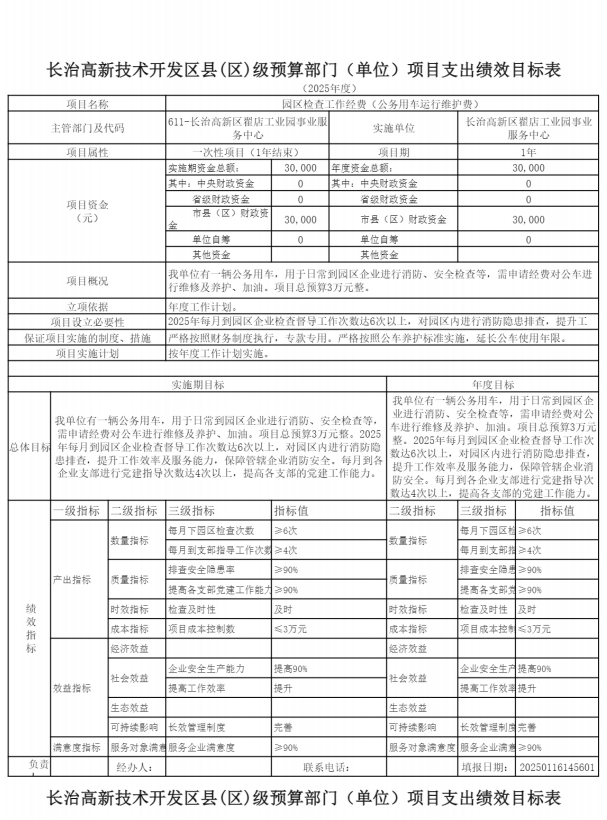 长治高新技术开发区县(区)级预算部门（单位）项目支出绩效目标表
（2025年度）
项目名称 园区检查工作经费（公务用车运行维护费）
主管部门及代码 611-长治高新区翟店工业园事业服务中心 实施单位 长治高新区翟店工业园事业服务中心
项目属性 一次性项目（1年结束） 项目期 1年
项目资金（元） 实施期资金总额： 30,000 年度资金总额： 30,000
其中：中央财政资金 0 其中：中央财政资金 0
省级财政资金 0 省级财政资金 0
市县（区）财政资金 30,000 市县（区）财政资金 30,000
单位自筹 0 单位自筹 0
其他资金 其他资金
项目概况 我单位有一辆公务用车，用于日常到园区企业进行消防、安全检查等，需申请经费对公车进行维修及养护、加油。项目总预算3万元整。
立项依据 年度工作计划。
项目设立必要性 2025年每月到园区企业检查督导工作次数达6次以上，对园区内进行消防隐患排查，提升工
保证项目实施的制度、措施 严格按照财务制度执行，专款专用。严格按照公车养护标准实施，延长公车使用年限。
项目实施计划 按年度工作计划实施。
实施期目标 年度目标
总体目标
我单位有一辆公务用车，用于日常到园区企业进行消防、安全检查等，
需申请经费对公车进行维修及养护、加油。项目总预算3万元整。2025
年每月到园区企业检查督导工作次数达6次以上，对园区内进行消防隐
患排查，提升工作效率及服务能力，保障管辖企业消防安全。每月到各
企业支部进行党建指导次数达4次以上，提高各支部的党建工作能力。
我单位有一辆公务用车，用于日常到园区企
业进行消防、安全检查等，需申请经费对公
车进行维修及养护、加油。项目总预算3万元
整。2025年每月到园区企业检查督导工作次
数达6次以上，对园区内进行消防隐患排查，
提升工作效率及服务能力，保障管辖企业消
防安全。每月到各企业支部进行党建指导次
数达4次以上，提高各支部的党建工作能力。
绩效指标
一级指标 二级指标 三级指标 指标值 二级指标 三级指标 指标值
产出指标 数量指标 每月下园区检查次数 ≥6次 数量指标 每月下园区检 ≥6次
每月到支部指导工作次数 ≥4次 每月到支部指 ≥4次
质量指标 排查安全隐患率 ≥90% 质量指标 排查安全隐患 ≥90%
提高各支部党建工作能力 ≥90% 提高各支部党 ≥90%
时效指标 检查及时性 及时 时效指标 检查及时性 及时
成本指标 项目成本控制数 ≤3万元 成本指标 项目成本控制 ≤3万元
效益指标 经济效益 经济效益
社会效益 企业安全生产能力 提高90% 社会效益 企业安全生产 提高90%
提高工作效率 提升 提高工作效率 提升
生态效益 生态效益
可持续影响 长效管理制度 完善 可持续影响 长效管理制度 完善
满意度指标 服务对象满意 服务企业满意度 ≥90% 服务对象满意度 服务企业满意 ≥90%
负责 经办人： 联系电话： 填报日期： 20250116145601
长治高新技术开发区县(区)级预算部门（单位）项目支出绩效目标表